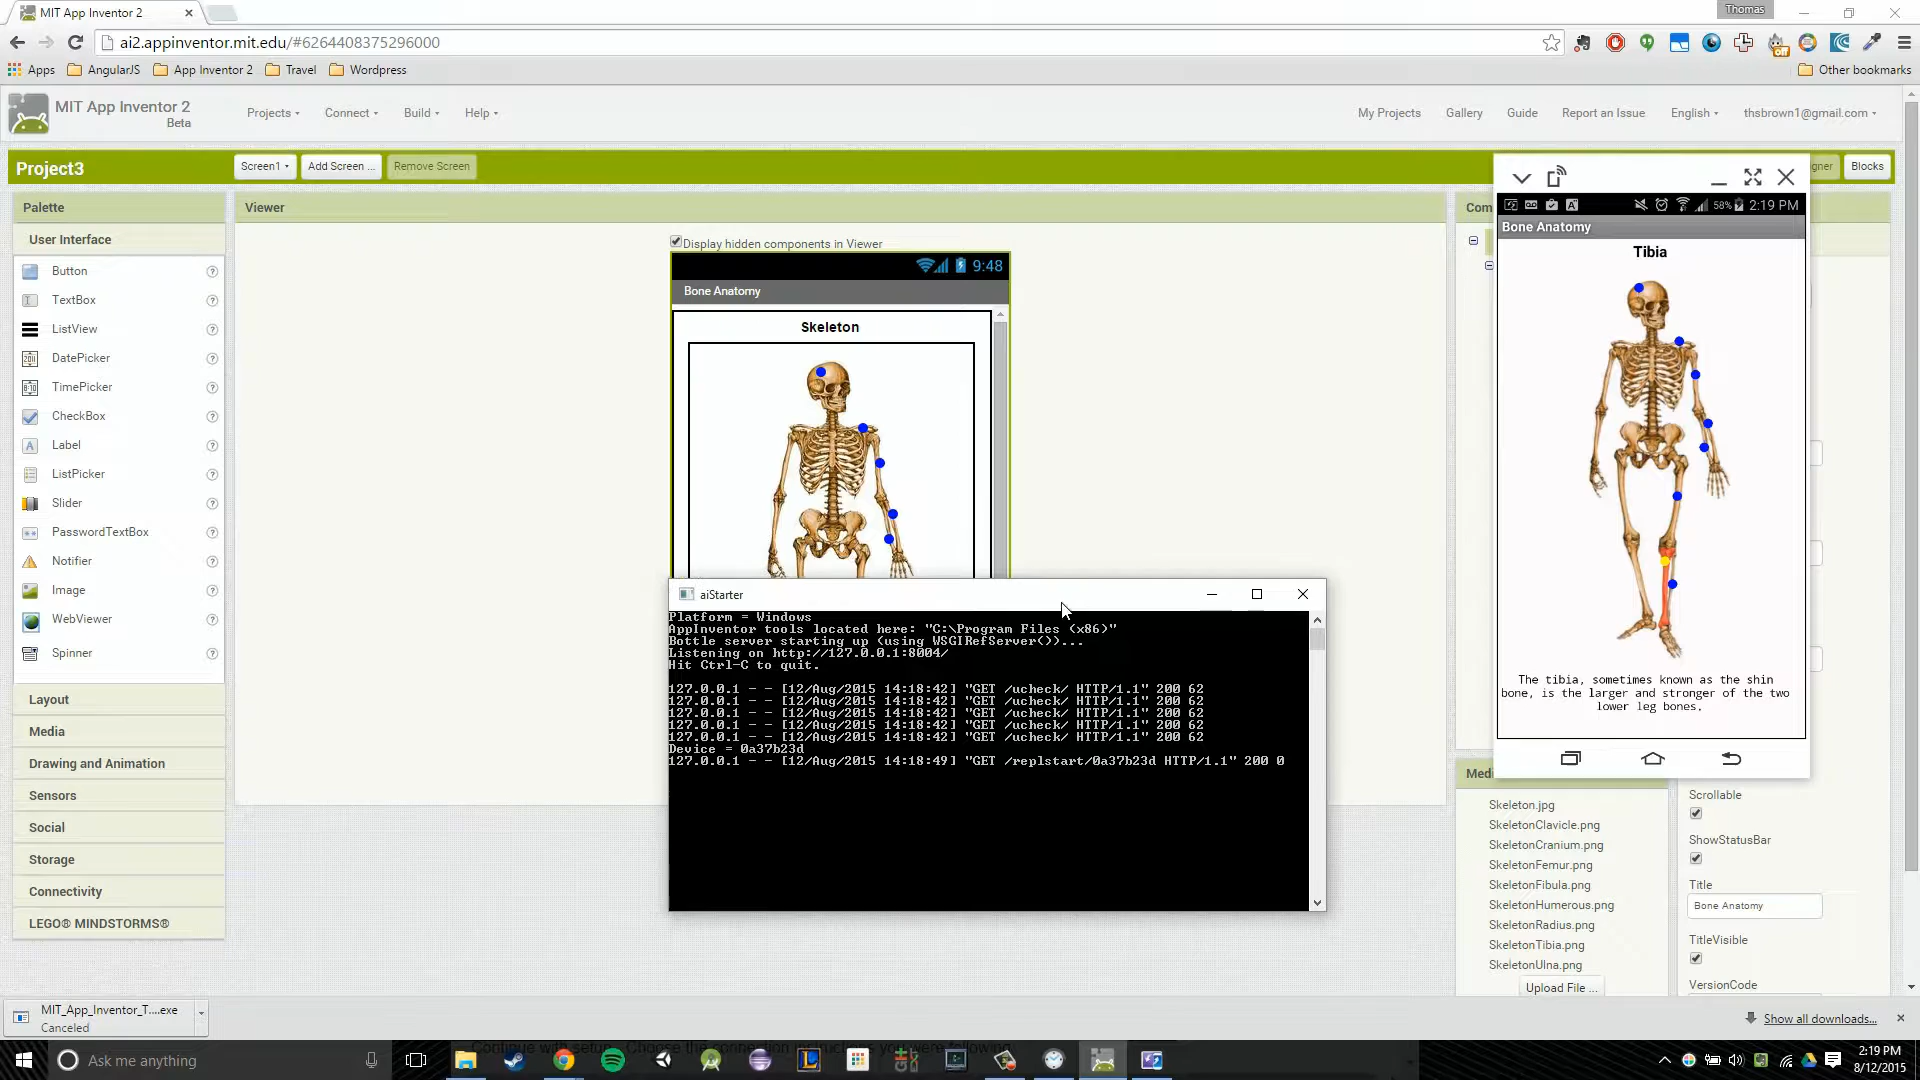 MIT App Inventor 2
Thomas
ai2.appinventor.mit.edu/#6264408375296000
Apps
AngularJS
App Inventor 2
Travel
Wordpress
Other bookmarks
MIT App Inventor 2
Beta
Projects
Connect
Build
Help
My Projects
Gallery
Guide
Report an Issue
English
thsbrown1@gmail.com
Project3
Screen1
Add Screen ...
Remove Screen
Blocks
Palette
Viewer
User Interface
Button
TextBox
ListView
DatePicker
TimePicker
CheckBox
Label
ListPicker
Slider
PasswordTextBox
Notifier
Image
WebViewer
Spinner
Layout
Media
Drawing and Animation
Sensors
Social
Storage
Connectivity
LEGO® MINDSTORMS®
Display hidden components in Viewer
9:48
Bone Anatomy
Skeleton
aiStarter
Platform = Windows
AppInventor tools located here: "C:\Program Files (x86)"
Bottle server starting up (using WSGIRefServer())...
Listening on http://127.0.0.1:8004/
Hit Ctrl-C to quit.
127.0.0.1 - - [12/Aug/2015 14:18:42] "GET /ucheck/ HTTP/1.1" 200 62
127.0.0.1 - - [12/Aug/2015 14:18:42] "GET /ucheck/ HTTP/1.1" 200 62
127.0.0.1 - - [12/Aug/2015 14:18:42] "GET /ucheck/ HTTP/1.1" 200 62
127.0.0.1 - - [12/Aug/2015 14:18:42] "GET /ucheck/ HTTP/1.1" 200 62
127.0.0.1 - - [12/Aug/2015 14:18:42] "GET /ucheck/ HTTP/1.1" 200 62
Device = 0a37b23d
127.0.0.1 - - [12/Aug/2015 14:18:49] "GET /replstart/0a37b23d HTTP/1.1" 200 0
58%
2:19 PM
Bone Anatomy
Tibia
The tibia, sometimes known as the shin
bone, is the larger and stronger of the two
lower leg bones.
Skeleton.jpg
SkeletonClavicle.png
SkeletonCranium.png
SkeletonFemur.png
SkeletonFibula.png
SkeletonHumerous.png
SkeletonRadius.png
SkeletonTibia.png
SkeletonUlna.png
Upload File ...
Scrollable
ShowStatusBar
Title
Bone Anatomy
TitleVisible
VersionCode
MIT_App_Inventor_T....exe
Canceled
Show all downloads...
Ask me anything
2:19 PM
8/12/2015